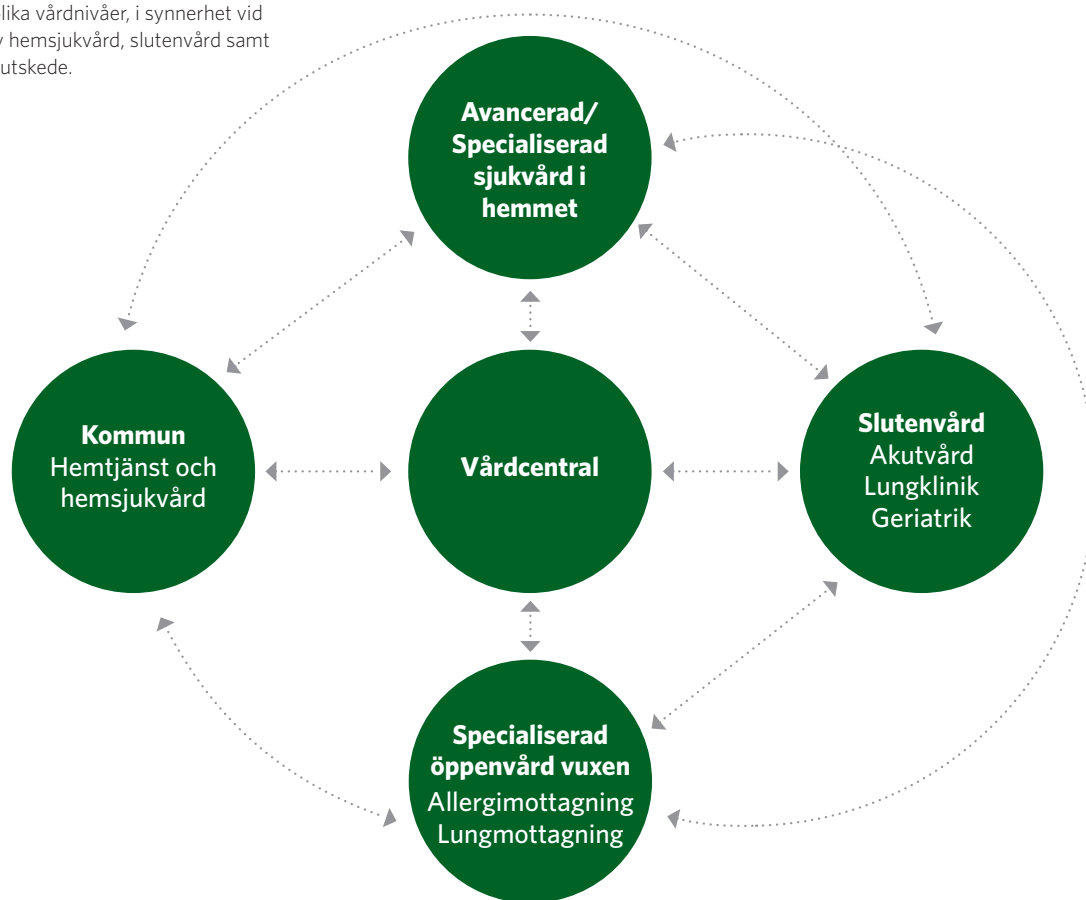 olika vårdnivåer, i synnerhet vid
hemsjukvård, slutenvård samt
utskede.
Avancerad/
Specialiserad
sjukvård i
hemmet
Kommun
Hemtjänst och
hemsjukvård
Vårdcentral
Slutenvård
Akutvård
Lungklinik
Geriatrik
Specialiserad
öppenvård vuxen
Allergimottagning
Lungmottagning